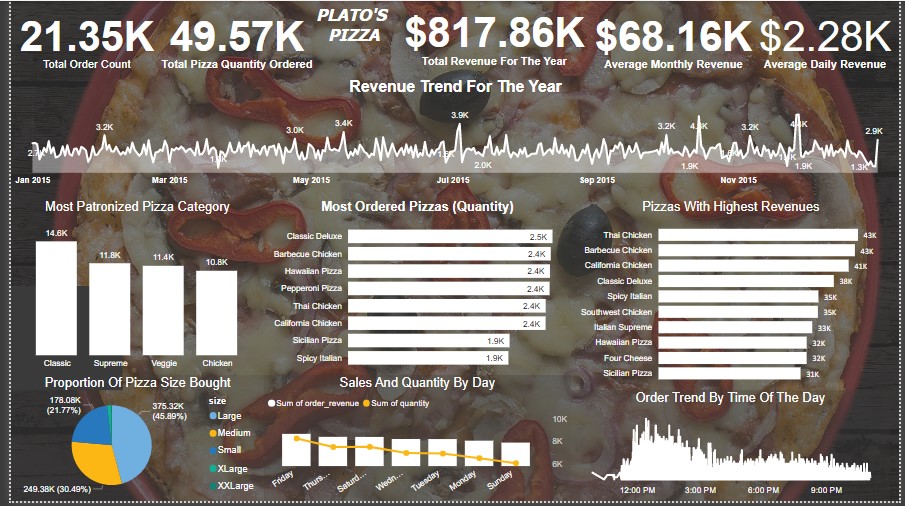 21.35K
Total Order Count
49.57K
Total Pizza Quantity Ordered
PLATO'S
PIZZA
$817.86K
Total Revenue For The Year
$68.16K
Average Monthly Revenue
$2.28K
Average Daily Revenue
Revenue Trend For The Year
3.2K
3.0K
3.4K
3.9K
2.0K
3.2K
1.9K
3.2K
1.9K
2.9K
1.3K
Jan 2015
Mar 2015
May 2015
Jul 2015
Sep 2015
Nov 2015
Most Patronized Pizza Category
14.6K
11.8K
11.4K
10.8K
Classic
Supreme
Veggie
Chicken
Most Ordered Pizzas (Quantity)
Classic Deluxe 2.5K
Barbecue Chicken 2.4K
Hawaiian Pizza 2.4K
Pepperoni Pizza 2.4K
Thai Chicken 2.4K
California Chicken 2.4K
Sicilian Pizza 1.9K
Spicy Italian 1.9K
Pizzas With Highest Revenues
Thai Chicken 43K
Barbecue Chicken 43K
California Chicken 41K
Classic Deluxe 38K
Spicy Italian 35K
Southwest Chicken 35K
Italian Supreme 33K
Hawaiian Pizza 32K
Four Cheese 32K
Sicilian Pizza 31K
Proportion Of Pizza Size Bought
178.08K
(21.77%)
375.32K
(45.89%)
249.38K (30.49%)
size
Large
Medium
Small
XLarge
XXLarge
Sales And Quantity By Day
Sum of order_revenue
Sum of quantity
10K
8K
6K
Friday
Thurs...
Saturd...
Wedn...
Tuesday
Monday
Sunday
Order Trend By Time Of The Day
12:00 PM
3:00 PM
6:00 PM
9:00 PM